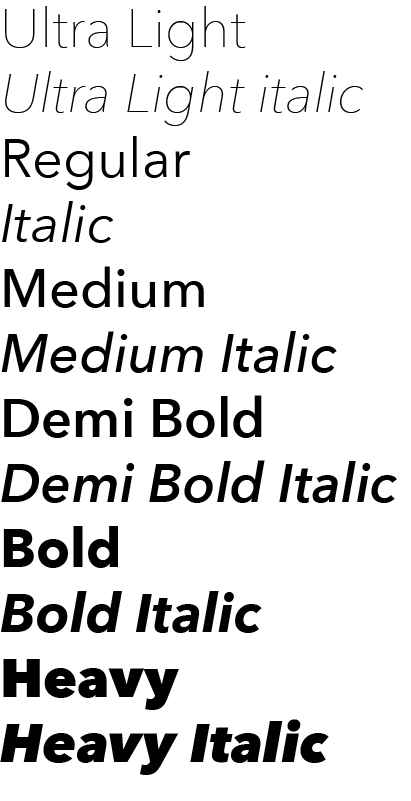 Ultra Light
Ultra Light italic
Regular
Italic
Medium
Medium Italic
Demi Bold
Demi Bold Italic
Bold
Bold Italic
Heavy
Heavy Italic